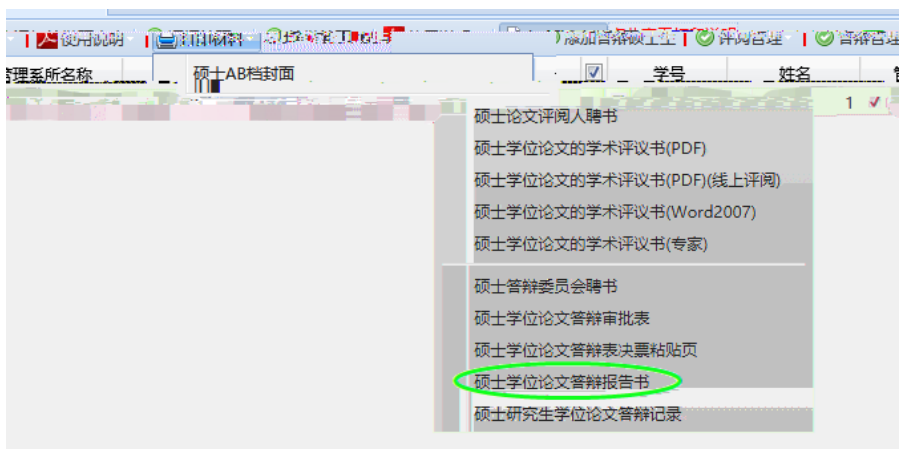 使用说明 打印材料 添加答辩硕士生 评阅管理 答辩管理
管理系所名称 硕士AB档封面 学号 姓名
1
硕士论文评阅人聘书
硕士学位论文的学术评议书(PDF)
硕士学位论文的学术评议书(PDF)(线上评阅)
硕士学位论文的学术评议书(Word2007)
硕士学位论文的学术评议书(专家)
硕士答辩委员会聘书
硕士学位论文答辩审批表
硕士学位论文答辩表决票粘贴页
硕士学位论文答辩报告书
硕士研究生学位论文答辩记录